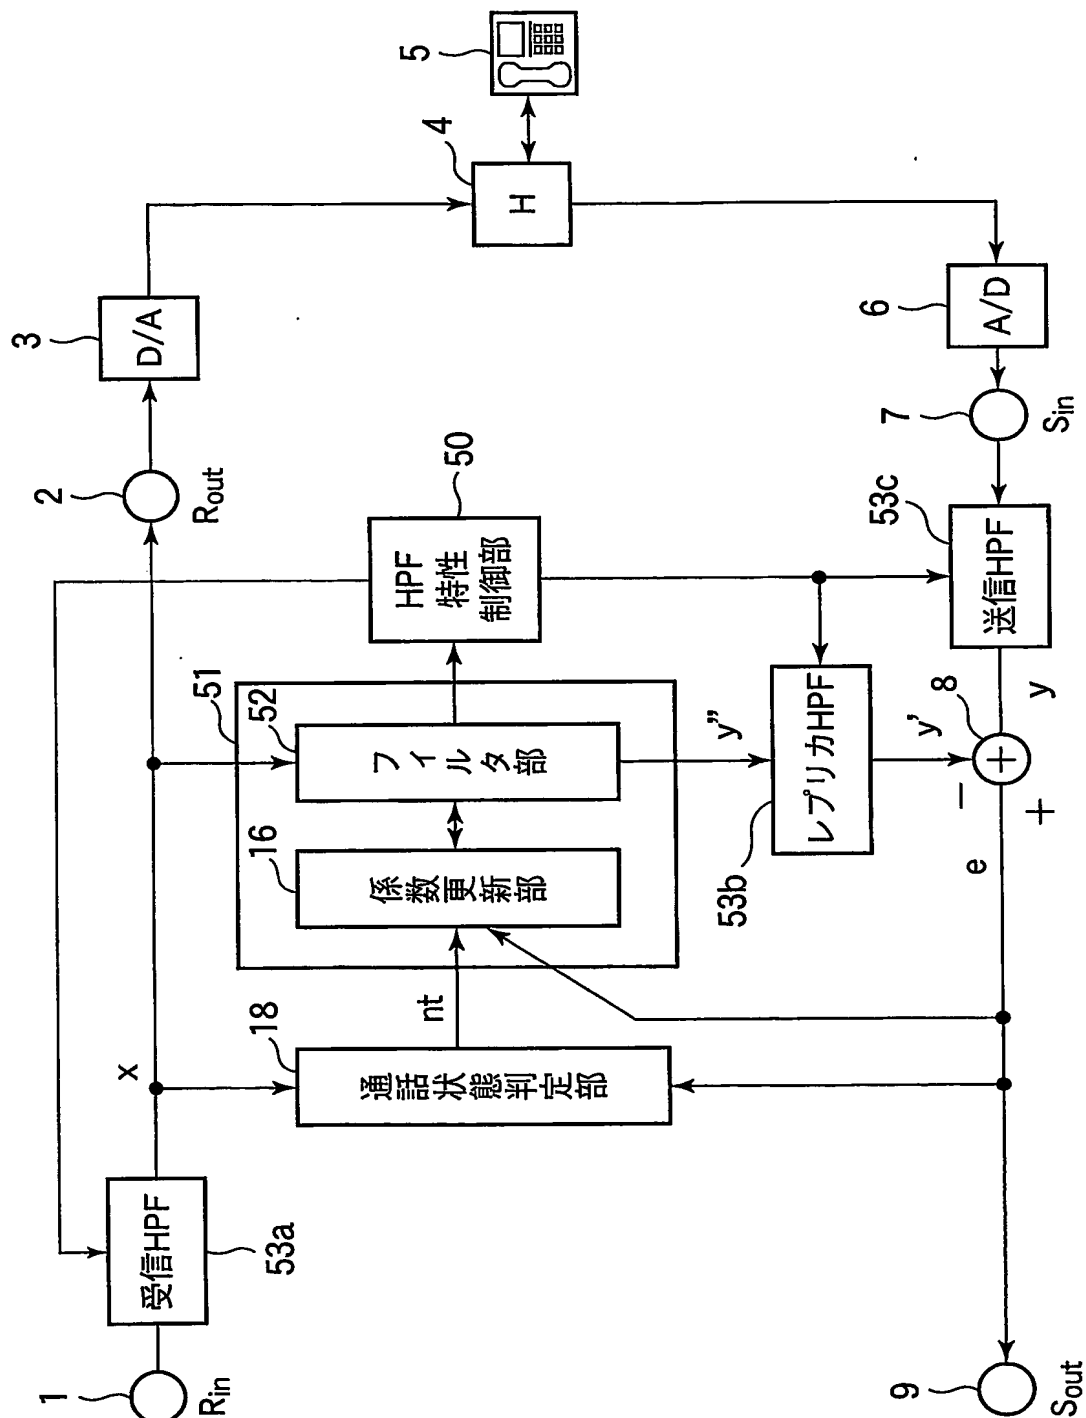 1
Rin
受信HPF
53a
x
2
Rout
3
D/A
4
H
5
6
A/D
7
Sin
53c
送信HPF
y
8
+
−
+
e
y'
53b
レプリカHPF
y"
50
HPF
特性
制御部
51
52
フィルタ部
16
係数更新部
nt
18
通話状態判定部
9
Sout